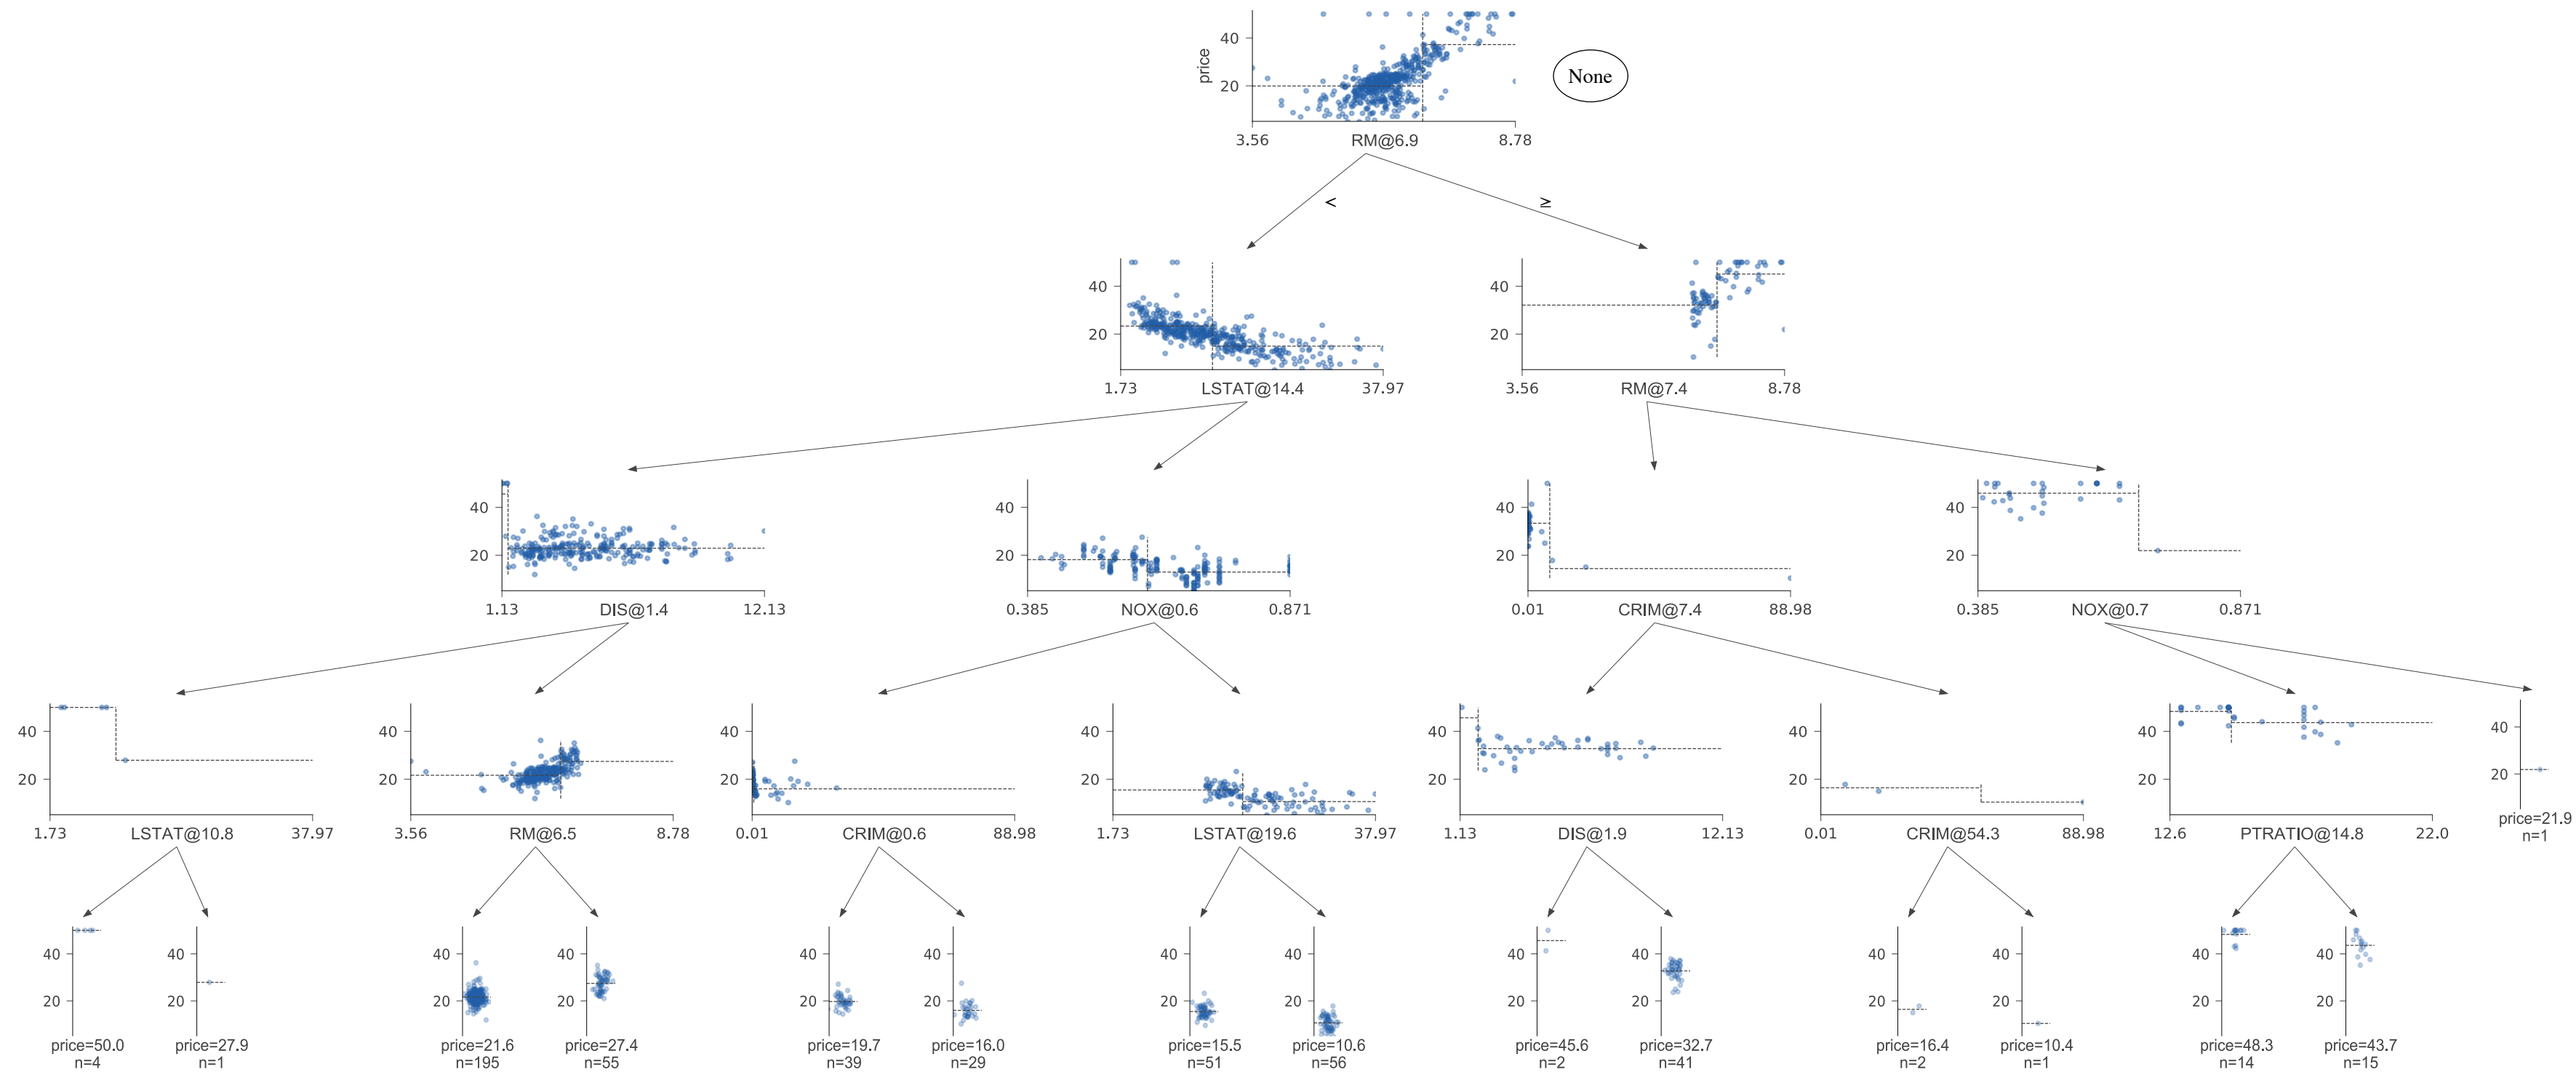 price
40
20
None
3.56
RM@6.9
8.78
<
≥
40
20
1.73
LSTAT@14.4
37.97
40
20
3.56
RM@7.4
8.78
40
20
1.13
DIS@1.4
12.13
40
20
0.385
NOX@0.6
0.871
40
20
0.01
CRIM@7.4
88.98
40
20
0.385
NOX@0.7
0.871
40
20
1.73
LSTAT@10.8
37.97
40
20
3.56
RM@6.5
8.78
40
20
0.01
CRIM@0.6
88.98
40
20
1.73
LSTAT@19.6
37.97
40
20
1.13
DIS@1.9
12.13
40
20
0.01
CRIM@54.3
88.98
40
20
12.6
PTRATIO@14.8
22.0
40
20
price=21.9
n=1
40
20
price=50.0
n=4
40
20
price=27.9
n=1
40
20
price=21.6
n=195
40
20
price=27.4
n=55
40
20
price=19.7
n=39
40
20
price=16.0
n=29
40
20
price=15.5
n=51
40
20
price=10.6
n=56
40
20
price=45.6
n=2
40
20
price=32.7
n=41
40
20
price=16.4
n=2
40
20
price=10.4
n=1
40
20
price=48.3
n=14
40
20
price=43.7
n=15